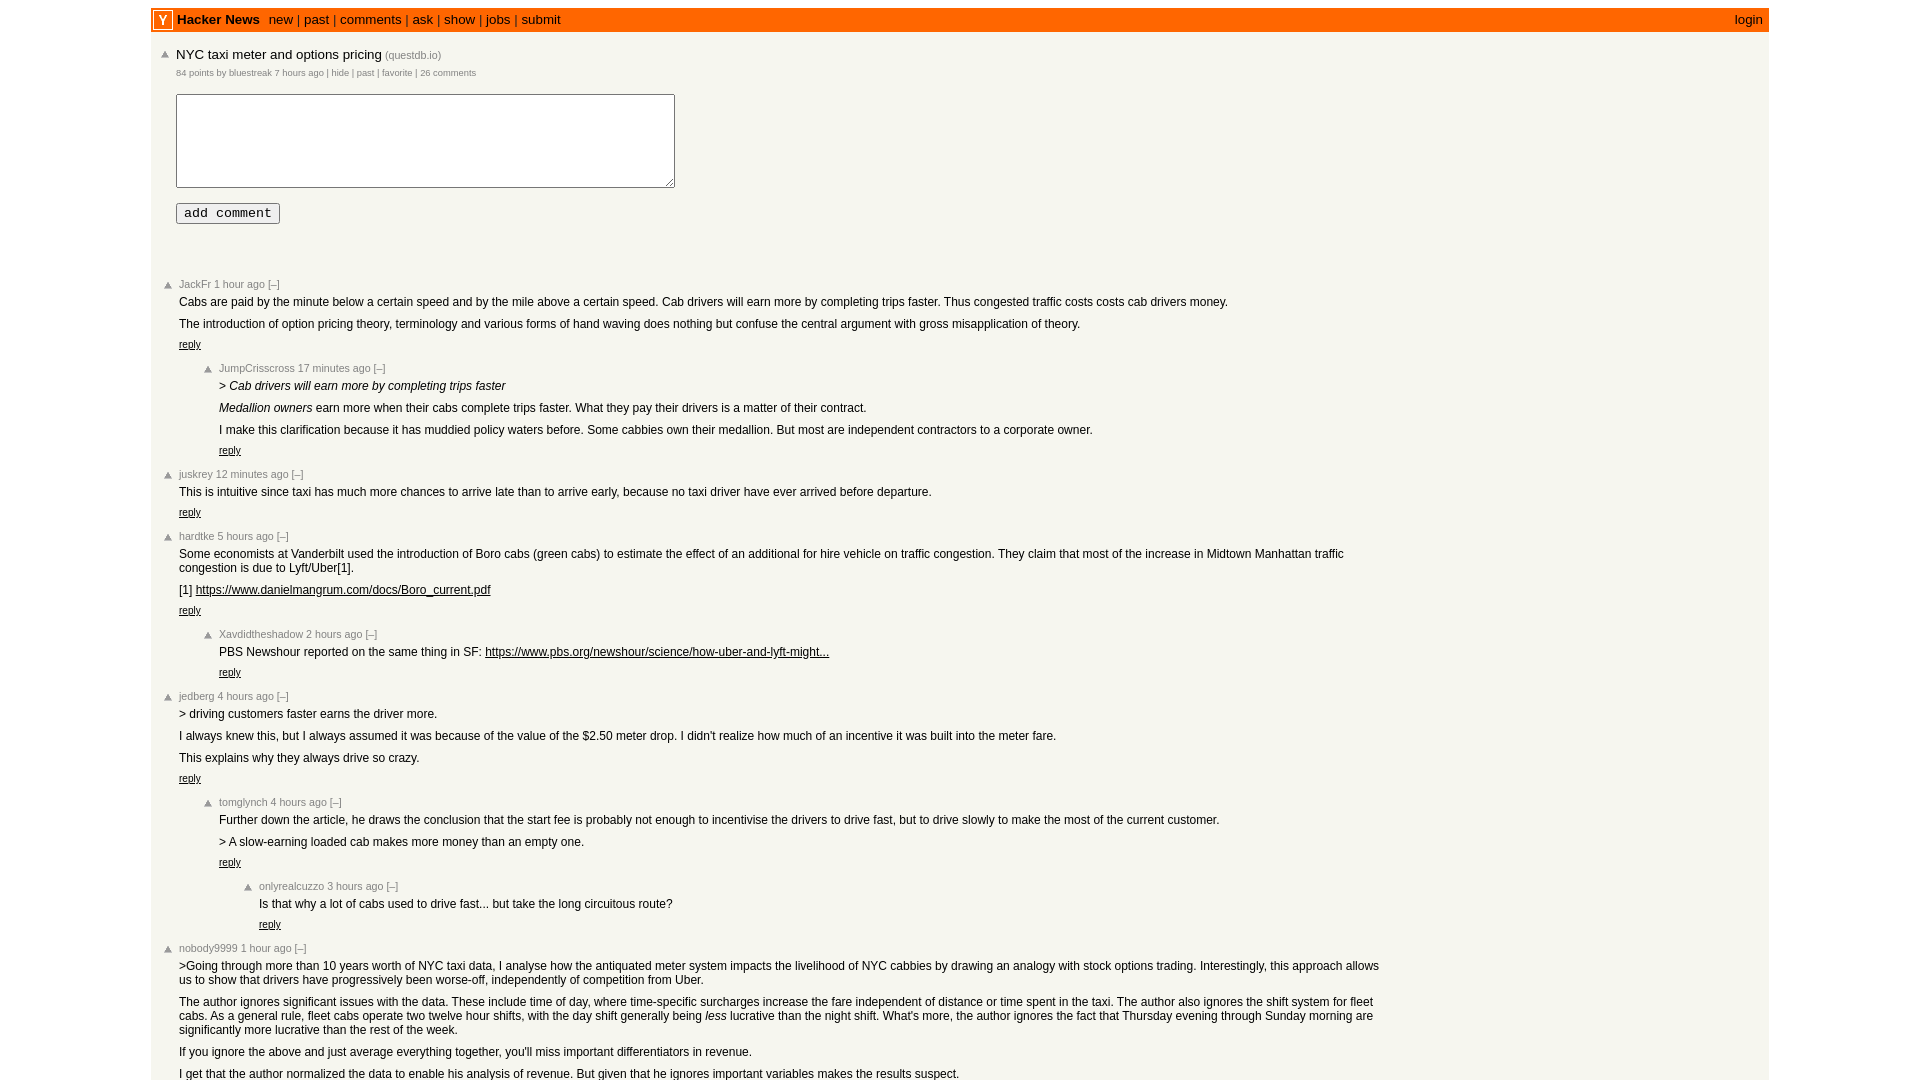 Y Hacker News new | past | comments | ask | show | jobs | submit login
NYC taxi meter and options pricing (questdb.io)
84 points by bluestreak 7 hours ago | hide | past | favorite | 26 comments
add comment
JackFr 1 hour ago [–]
Cabs are paid by the minute below a certain speed and by the mile above a certain speed. Cab drivers will earn more by completing trips faster. Thus congested traffic costs costs cab drivers money.
The introduction of option pricing theory, terminology and various forms of hand waving does nothing but confuse the central argument with gross misapplication of theory.
reply
JumpCrisscross 17 minutes ago [–]
> Cab drivers will earn more by completing trips faster
Medallion owners earn more when their cabs complete trips faster. What they pay their drivers is a matter of their contract.
I make this clarification because it has muddied policy waters before. Some cabbies own their medallion. But most are independent contractors to a corporate owner.
reply
juskrey 12 minutes ago [–]
This is intuitive since taxi has much more chances to arrive late than to arrive early, because no taxi driver have ever arrived before departure.
reply
hardtke 5 hours ago [–]
Some economists at Vanderbilt used the introduction of Boro cabs (green cabs) to estimate the effect of an additional for hire vehicle on traffic congestion. They claim that most of the increase in Midtown Manhattan traffic
congestion is due to Lyft/Uber[1].
[1] https://www.danielmangrum.com/docs/Boro_current.pdf
reply
Xavdidtheshadow 2 hours ago [–]
PBS Newshour reported on the same thing in SF: https://www.pbs.org/newshour/science/how-uber-and-lyft-might...
reply
jedberg 4 hours ago [–]
> driving customers faster earns the driver more.
I always knew this, but I always assumed it was because of the value of the $2.50 meter drop. I didn't realize how much of an incentive it was built into the meter fare.
This explains why they always drive so crazy.
reply
tomglynch 4 hours ago [–]
Further down the article, he draws the conclusion that the start fee is probably not enough to incentivise the drivers to drive fast, but to drive slowly to make the most of the current customer.
> A slow-earning loaded cab makes more money than an empty one.
reply
onlyrealcuzzo 3 hours ago [–]
Is that why a lot of cabs used to drive fast... but take the long circuitous route?
reply
nobody9999 1 hour ago [–]
>Going through more than 10 years worth of NYC taxi data, I analyse how the antiquated meter system impacts the livelihood of NYC cabbies by drawing an analogy with stock options trading. Interestingly, this approach allows
us to show that drivers have progressively been worse-off, independently of competition from Uber.
The author ignores significant issues with the data. These include time of day, where time-specific surcharges increase the fare independent of distance or time spent in the taxi. The author also ignores the shift system for fleet
cabs. As a general rule, fleet cabs operate two twelve hour shifts, with the day shift generally being less lucrative than the night shift. What's more, the author ignores the fact that Thursday evening through Sunday morning are
significantly more lucrative than the rest of the week.
If you ignore the above and just average everything together, you'll miss important differentiators in revenue.
I get that the author normalized the data to enable his analysis of revenue. But given that he ignores important variables makes the results suspect.